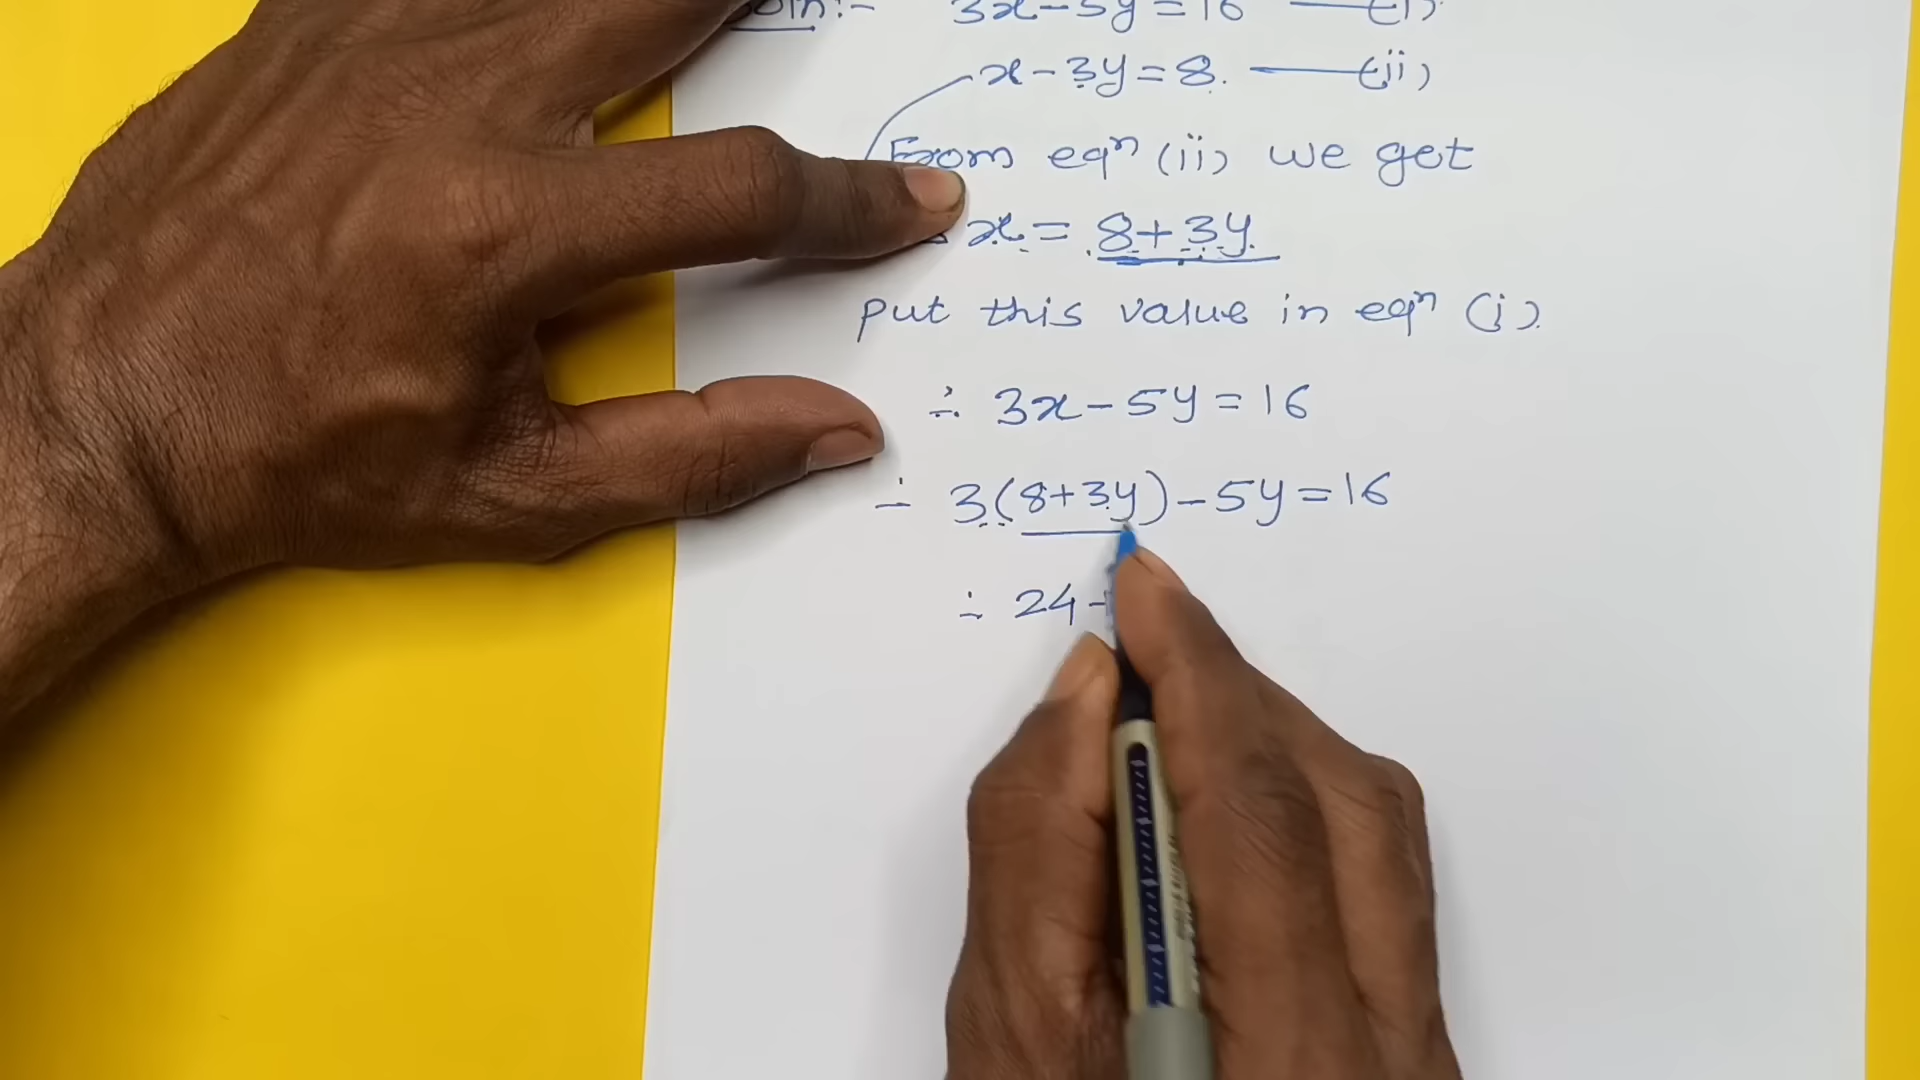 Soln:- 3x-5y=16 —(i)
x-3y=8. —(ii)
From eqⁿ (ii) we get
x = 8+3y
put this value in eqⁿ (i).
∴ 3x-5y=16
∴ 3(8+3y)-5y=16
∴ 24+